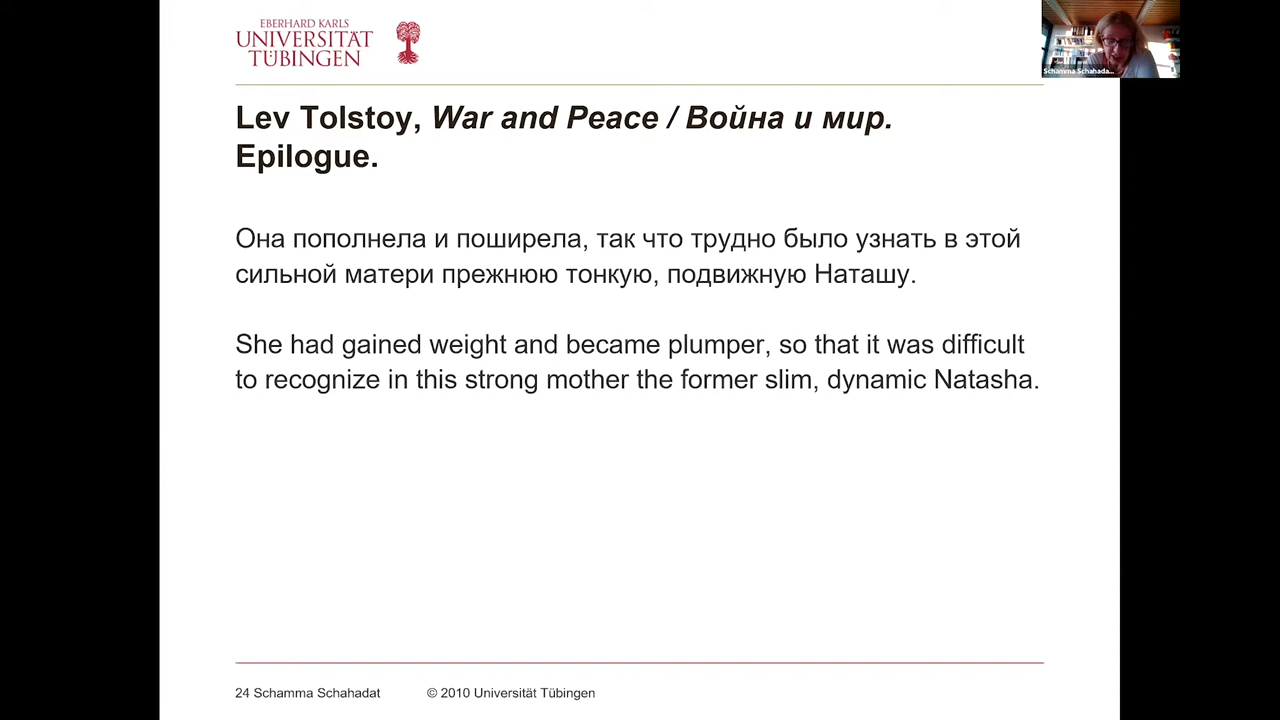 EBERHARD KARLS
UNIVERSITÄT
TÜBINGEN
Schamma Schahada...
Lev Tolstoy, War and Peace / Война и мир.
Epilogue.
Она пополнела и поширела, так что трудно было узнать в этой
сильной матери прежнюю тонкую, подвижную Наташу.
She had gained weight and became plumper, so that it was difficult
to recognize in this strong mother the former slim, dynamic Natasha.
24 Schamma Schahadat © 2010 Universität Tübingen